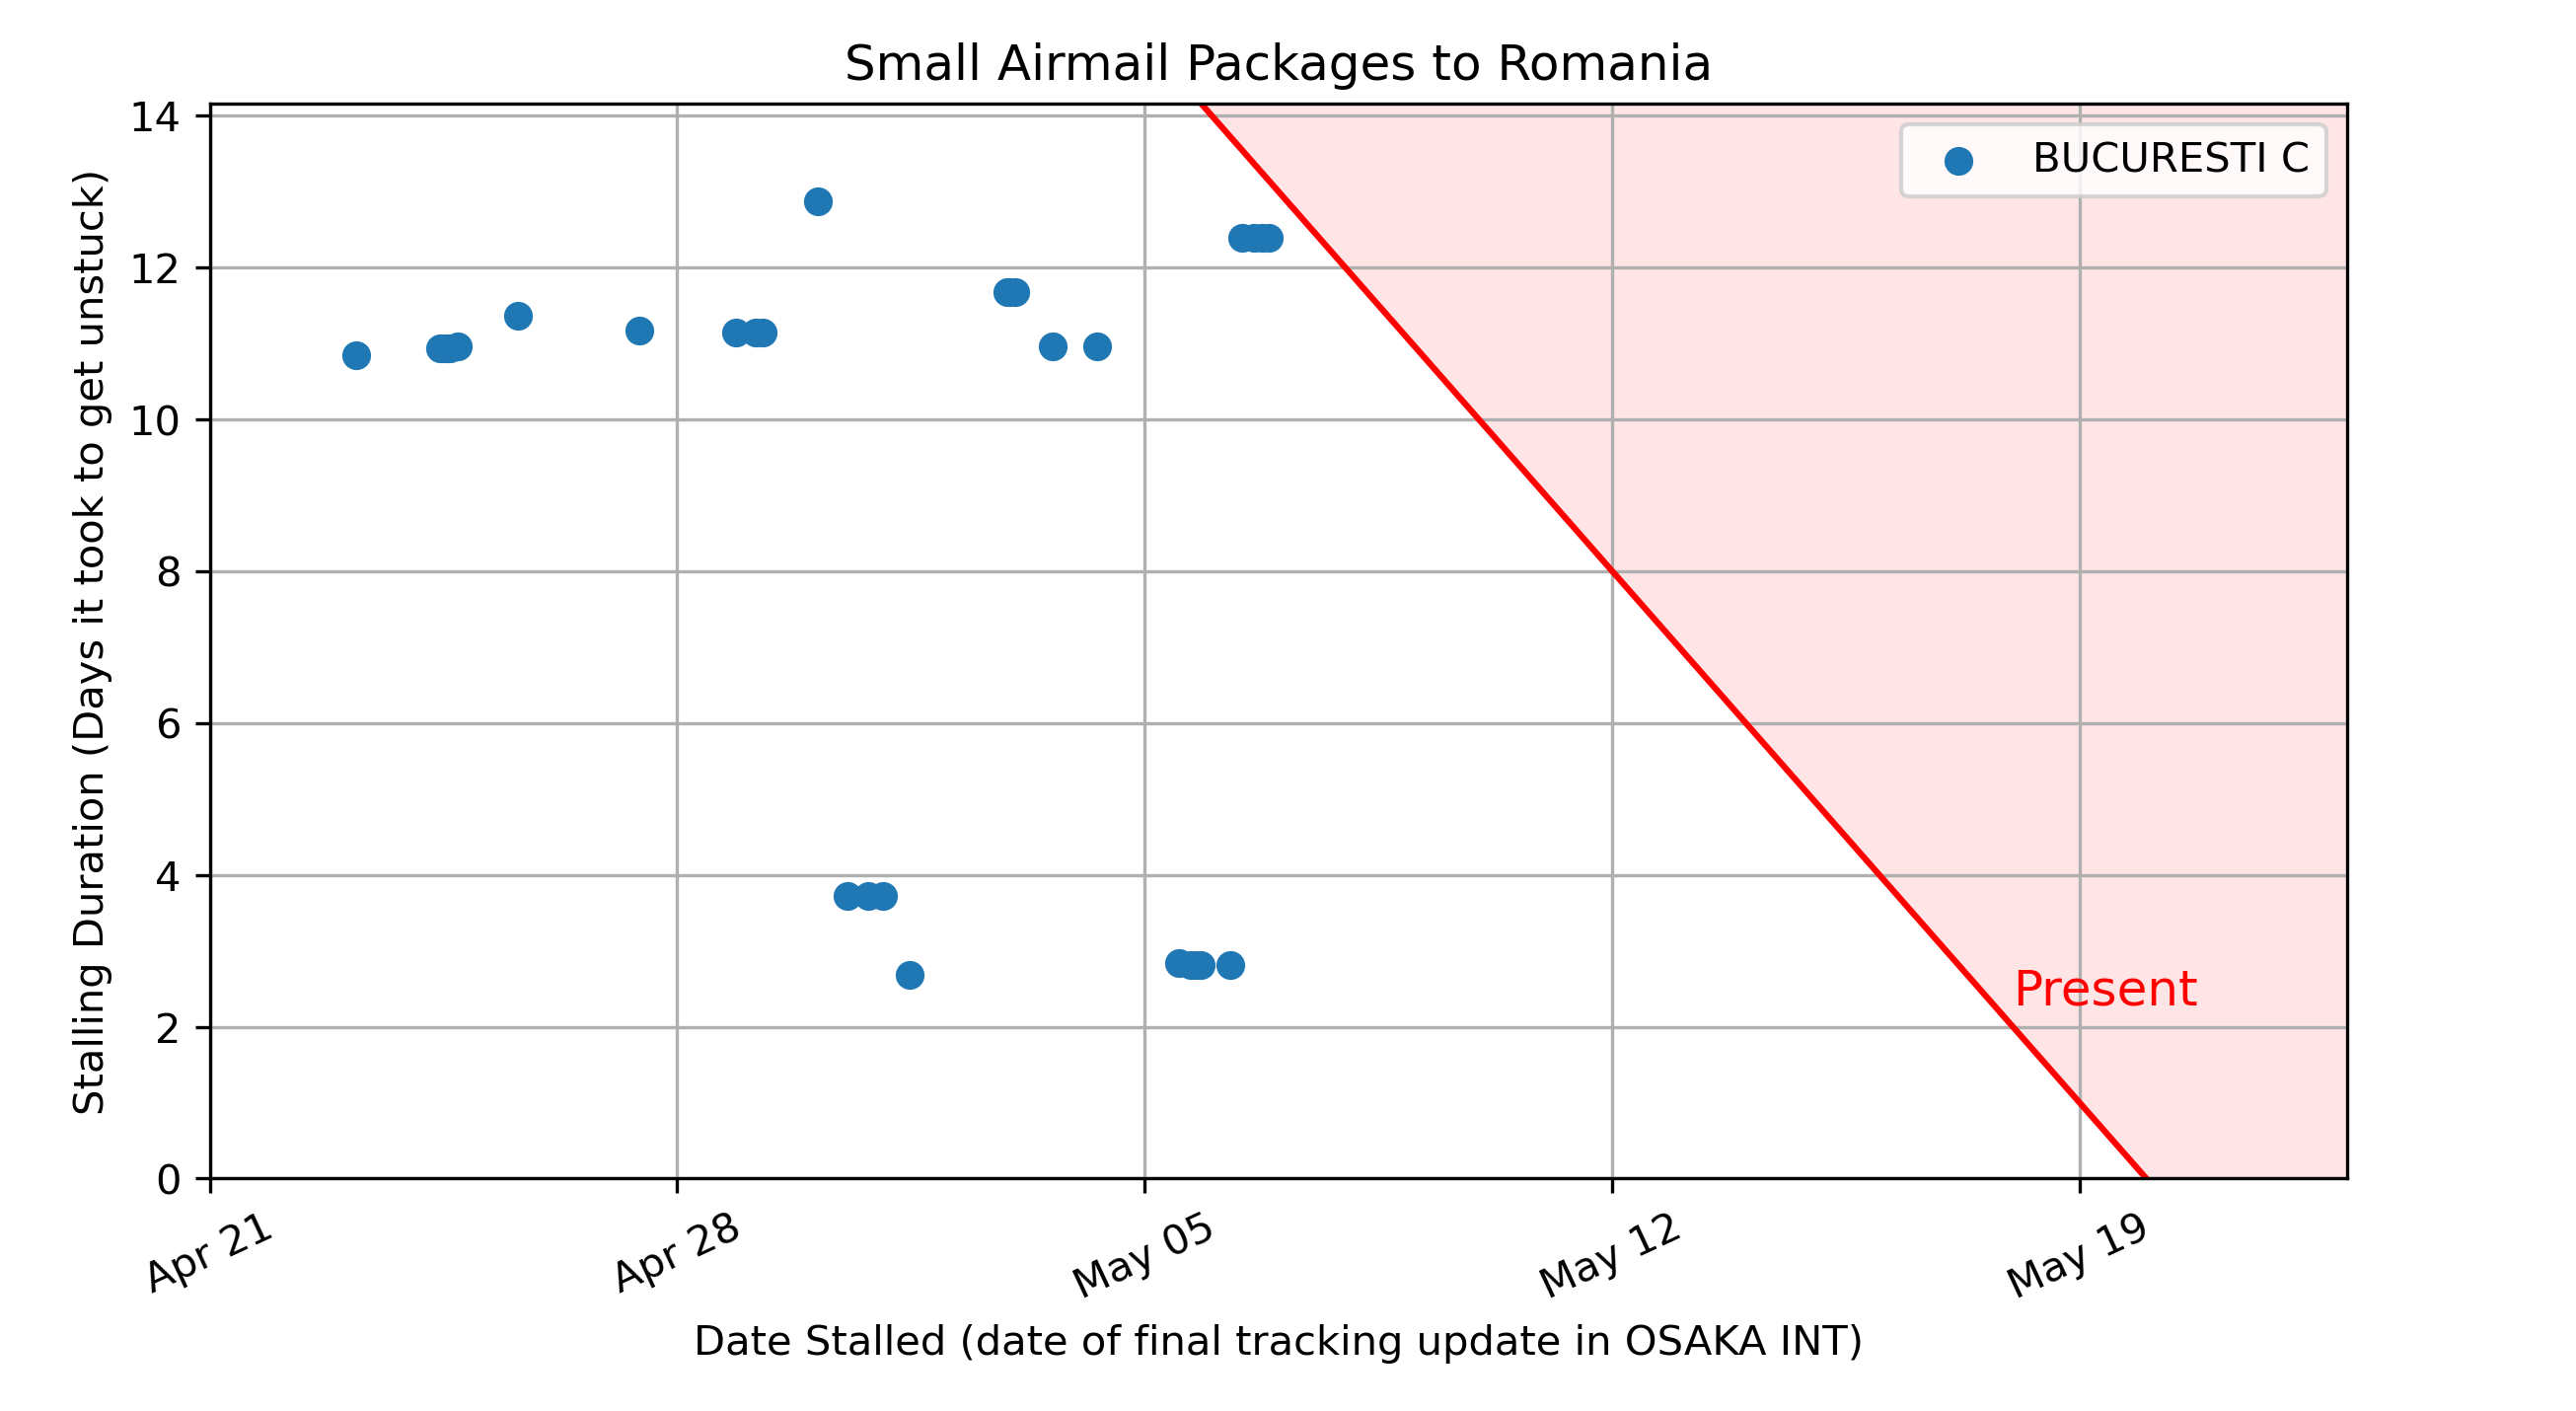 Small Airmail Packages to Romania
Stalling Duration (Days it took to get unstuck)
14
12
10
8
6
4
2
0
BUCURESTI C
Present
Apr 21
Apr 28
May 05
May 12
May 19
Date Stalled (date of final tracking update in OSAKA INT)